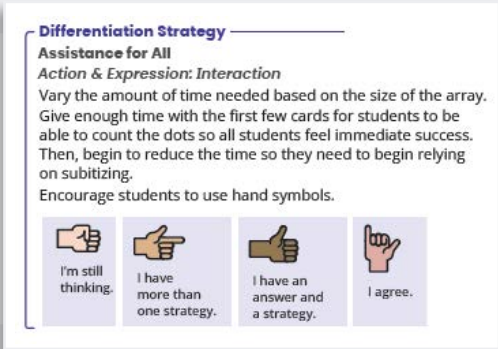 Differentiation Strategy
Assistance for All
Action & Expression: Interaction
Vary the amount of time needed based on the size of the array.
Give enough time with the first few cards for students to be
able to count the dots so all students feel immediate success.
Then, begin to reduce the time so they need to begin relying
on subitizing.
Encourage students to use hand symbols.
I'm still
thinking.
I have
more than
one strategy.
I have an
answer and
a strategy.
I agree.